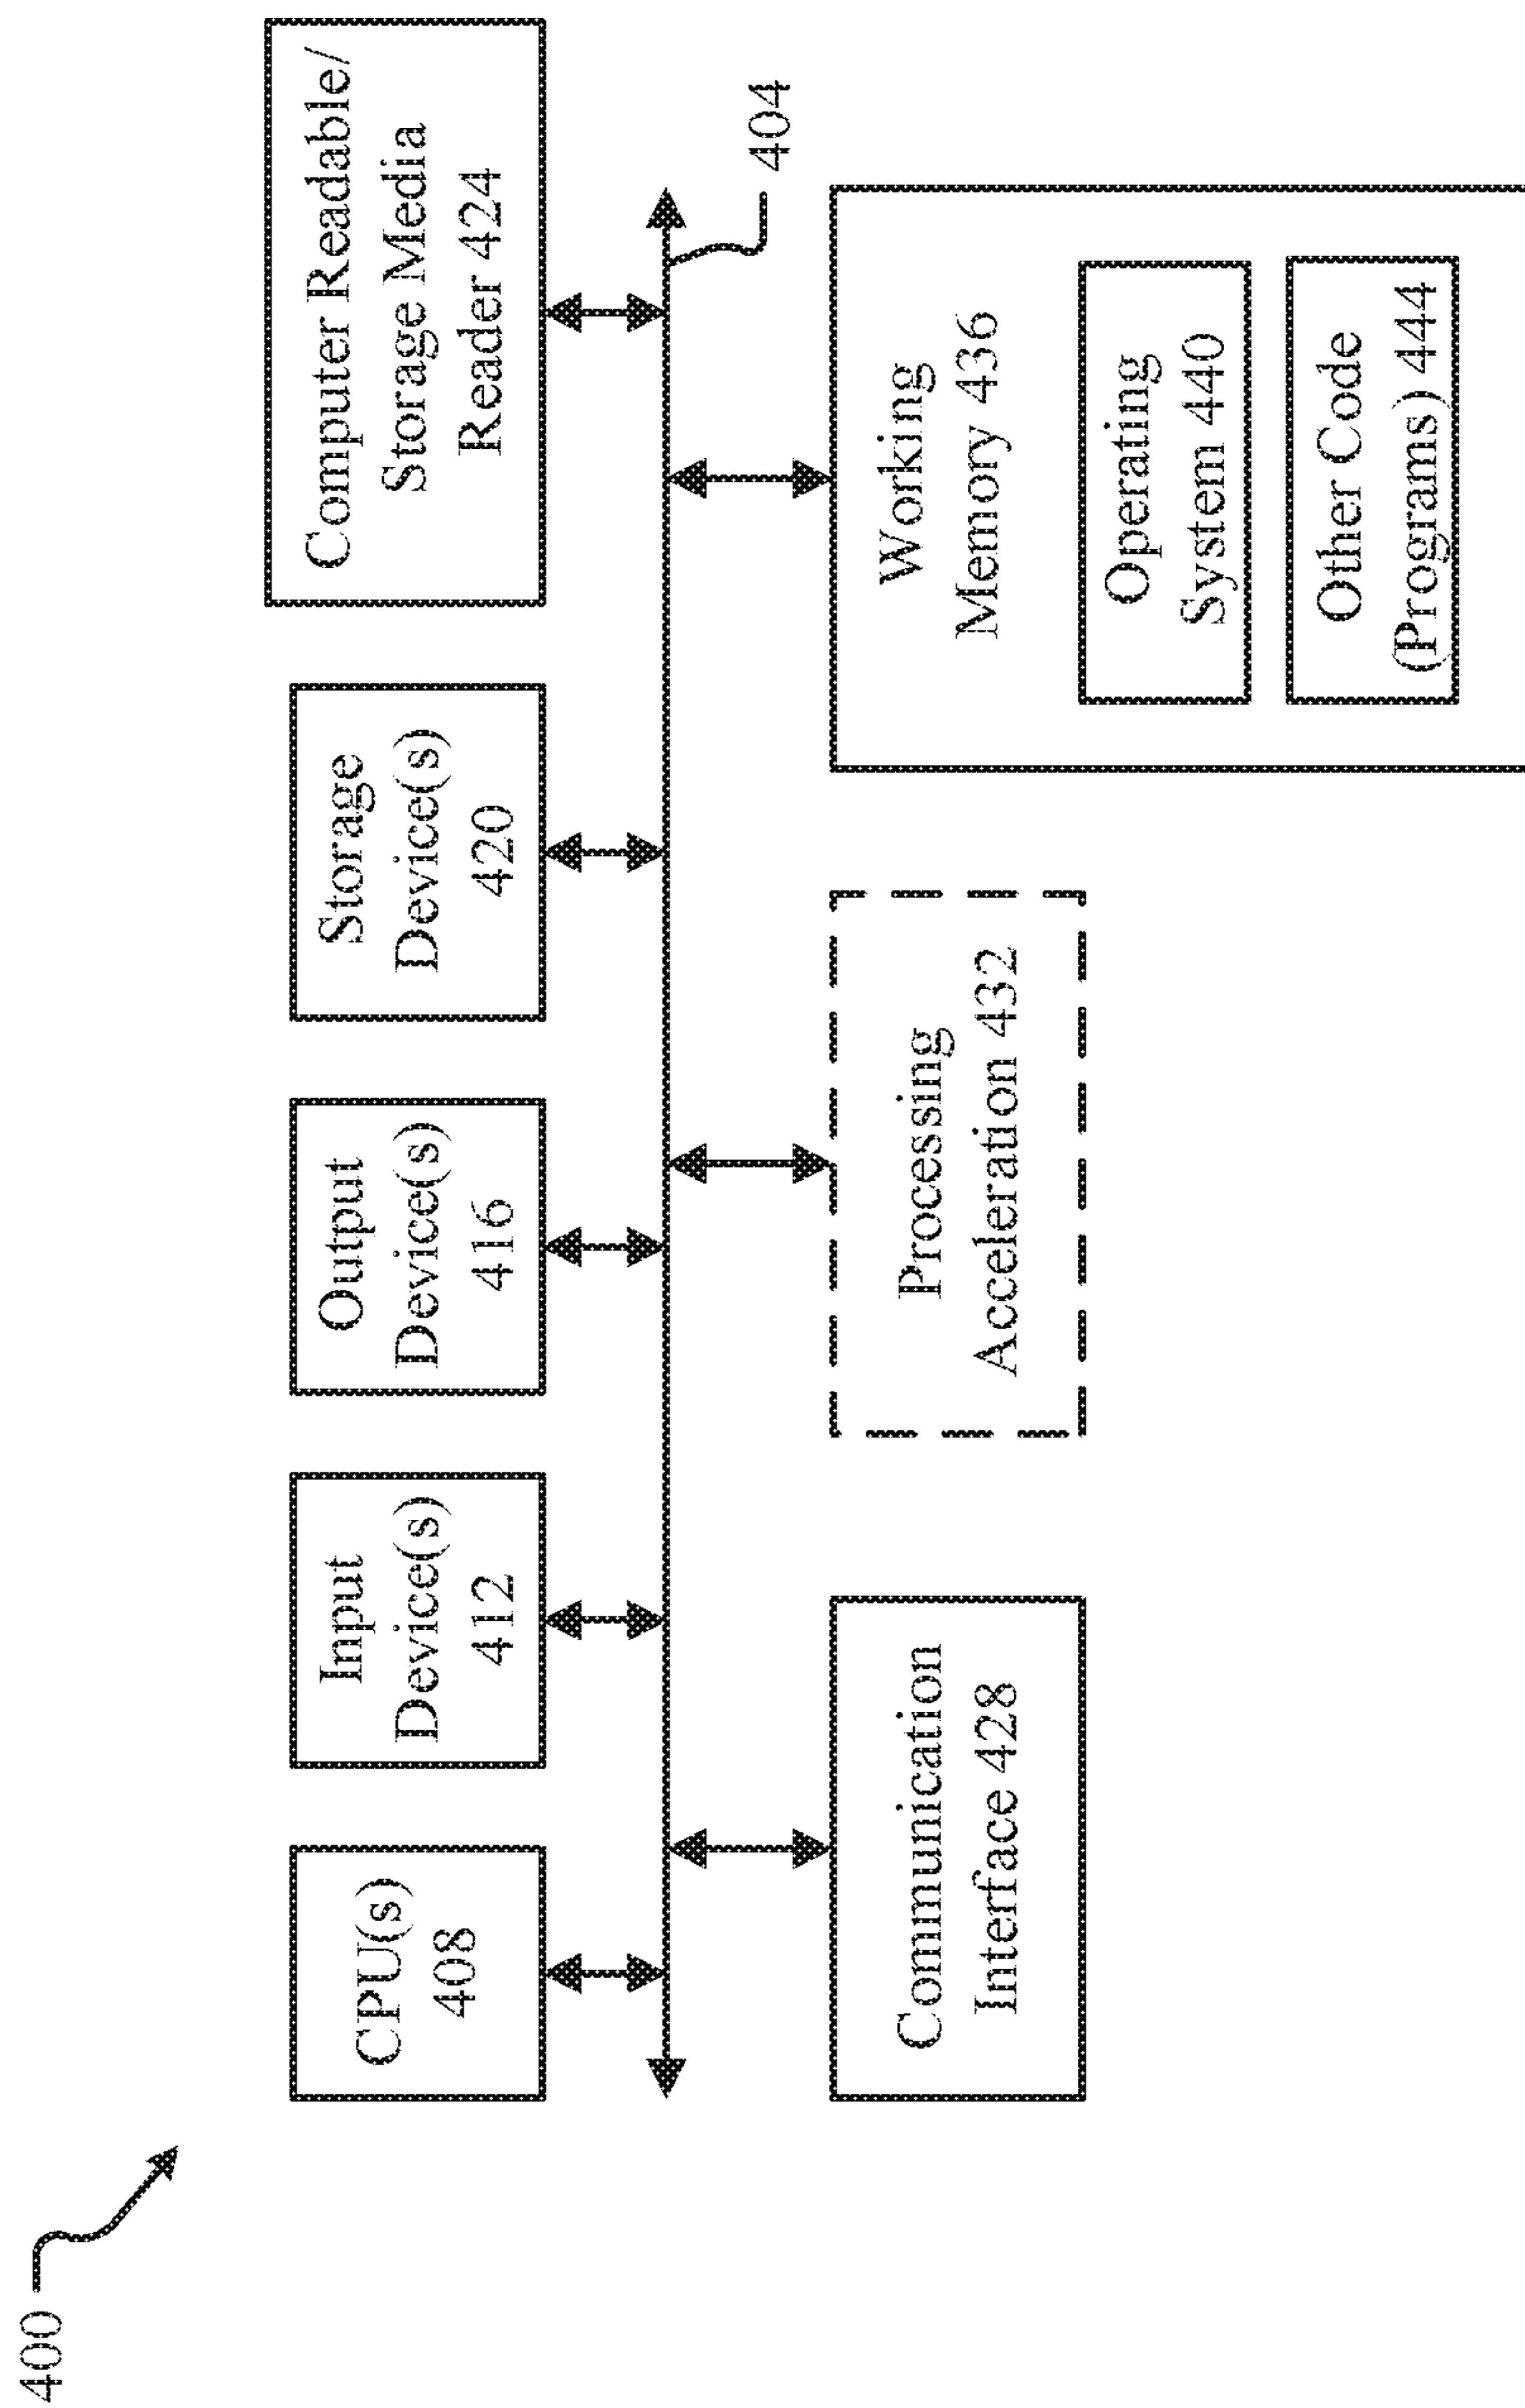 400
CPU(s)
408
Input
Device(s)
412
Output
Device(s)
416
Storage
Device(s)
420
Computer Readable/
Storage Media
Reader 424
404
Communication
Interface 428
Processing
Acceleration 432
Working
Memory 436
Operating
System 440
Other Code
(Programs) 444